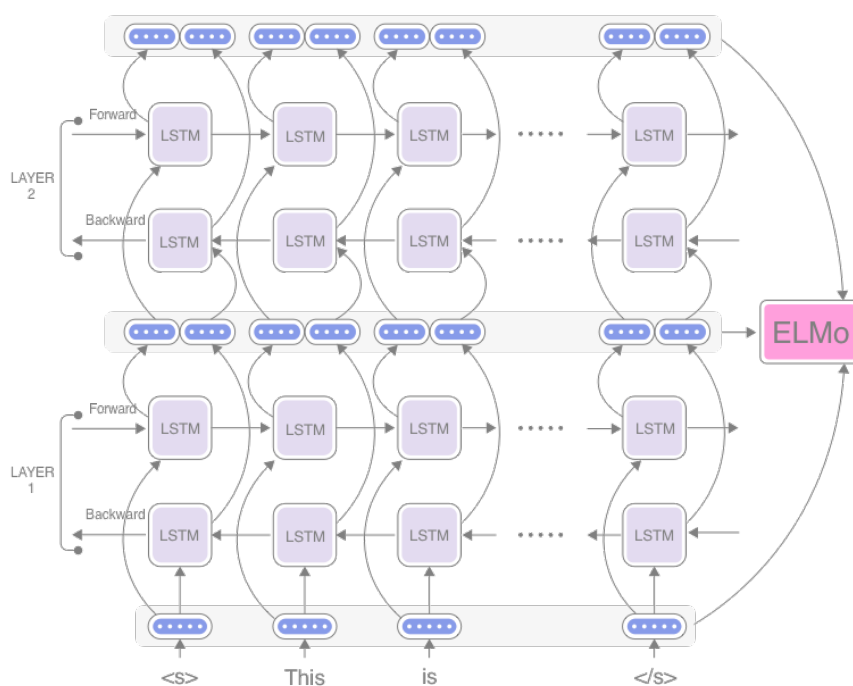 Forward
LSTM LSTM LSTM LSTM
LAYER
2
Backward
LSTM LSTM LSTM LSTM
ELMo
Forward
LSTM LSTM LSTM LSTM
LAYER
1
Backward
LSTM LSTM LSTM LSTM
<s> This is </s>